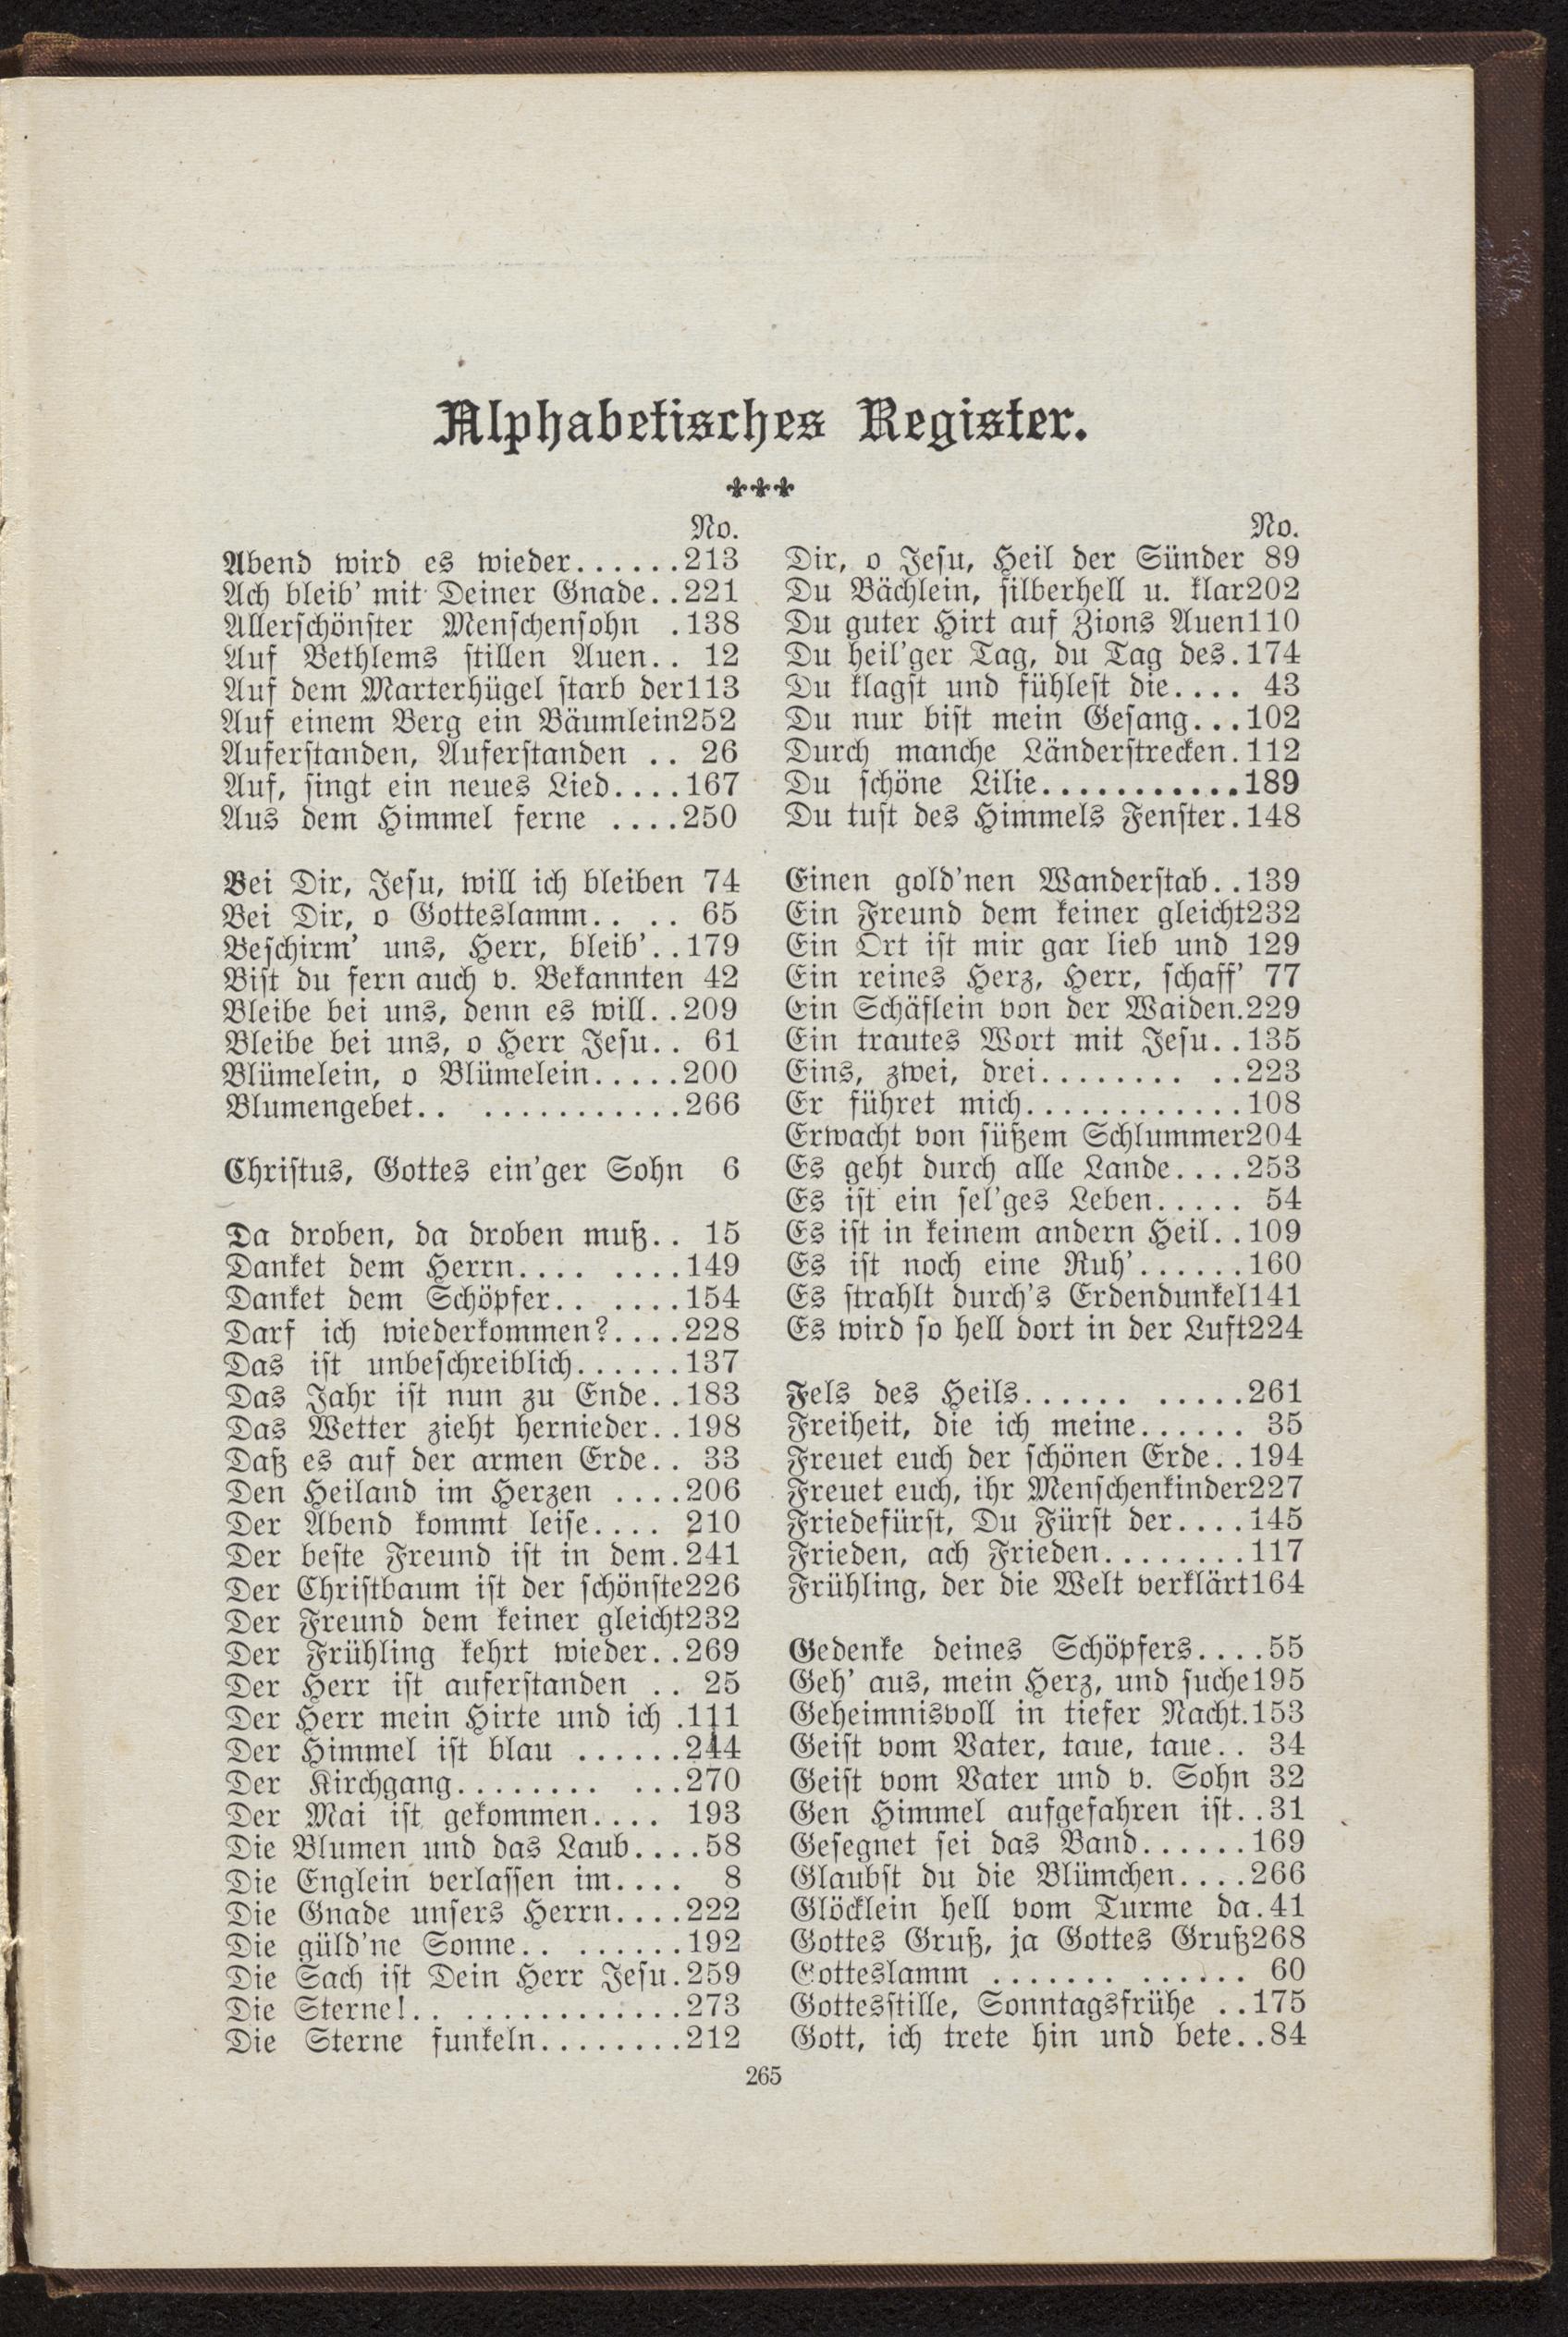 Alphabetisches Register.
No.
Abend wird es wieder......213
Ach bleib' mit Deiner Gnade..221
Allerschönster Menschensohn .138
Auf Bethlems stillen Auen.. 12
Auf dem Marterhügel starb der113
Auf einem Berg ein Bäumlein252
Auferstanden, Auferstanden .. 26
Auf, singt ein neues Lied....167
Aus dem Himmel ferne ....250
Bei Dir, Jesu, will ich bleiben 74
Bei Dir, o Gotteslamm.. .. 65
Beschirm' uns, Herr, bleib'..179
Bist du fern auch v. Bekannten 42
Bleibe bei uns, denn es will..209
Bleibe bei uns, o Herr Jesu.. 61
Blümelein, o Blümelein.....200
Blumengebet.. ...........266
Christus, Gottes ein'ger Sohn 6
Da droben, da droben muß.. 15
Danket dem Herrn.... ....149
Danket dem Schöpfer.. ....154
Darf ich wiederkommen?....228
Das ist unbeschreiblich......137
Das Jahr ist nun zu Ende..183
Das Wetter zieht hernieder..198
Daß es auf der armen Erde.. 33
Den Heiland im Herzen ....206
Der Abend kommt leise.... 210
Der beste Freund ist in dem.241
Der Christbaum ist der schönste226
Der Freund dem keiner gleicht232
Der Frühling kehrt wieder..269
Der Herr ist auferstanden .. 25
Der Herr mein Hirte und ich .111
Der Himmel ist blau ......244
Der Kirchgang........ ...270
Der Mai ist gekommen.... 193
Die Blumen und das Laub....58
Die Englein verlassen im.... 8
Die Gnade unsers Herrn....222
Die güld'ne Sonne.. ......192
Die Sach ist Dein Herr Jesu.259
Die Sterne!.. .............273
Die Sterne funkeln........212
No.
Dir, o Jesu, Heil der Sünder 89
Du Bächlein, silberhell u. klar202
Du guter Hirt auf Zions Auen110
Du heil'ger Tag, du Tag des.174
Du klagst und fühlest die.... 43
Du nur bist mein Gesang...102
Durch manche Länderstrecken.112
Du schöne Lilie...........189
Du tust des Himmels Fenster.148
Einen gold'nen Wanderstab..139
Ein Freund dem keiner gleicht232
Ein Ort ist mir gar lieb und 129
Ein reines Herz, Herr, schaff' 77
Ein Schäflein von der Waiden.229
Ein trautes Wort mit Jesu..135
Eins, zwei, drei........ ..223
Er führet mich............108
Erwacht von süßem Schlummer204
Es geht durch alle Lande....253
Es ist ein sel'ges Leben..... 54
Es ist in keinem andern Heil..109
Es ist noch eine Ruh'......160
Es strahlt durch's Erdendunkel141
Es wird so hell dort in der Luft224
Fels des Heils...... .....261
Freiheit, die ich meine...... 35
Freuet euch der schönen Erde..194
Freuet euch, ihr Menschenkinder227
Friedefürst, Du Fürst der....145
Frieden, ach Frieden........117
Frühling, der die Welt verklärt164
Gedenke deines Schöpfers....55
Geh' aus, mein Herz, und suche195
Geheimnisvoll in tiefer Nacht.153
Geist vom Vater, taue, taue.. 34
Geist vom Vater und v. Sohn 32
Gen Himmel aufgefahren ist..31
Gesegnet sei das Band......169
Glaubst du die Blümchen....266
Glöcklein hell vom Turme da.41
Gottes Gruß, ja Gottes Gruß268
Gotteslamm ....... ...... 60
Gottesstille, Sonntagsfrühe ..175
Gott, ich trete hin und bete..84
265